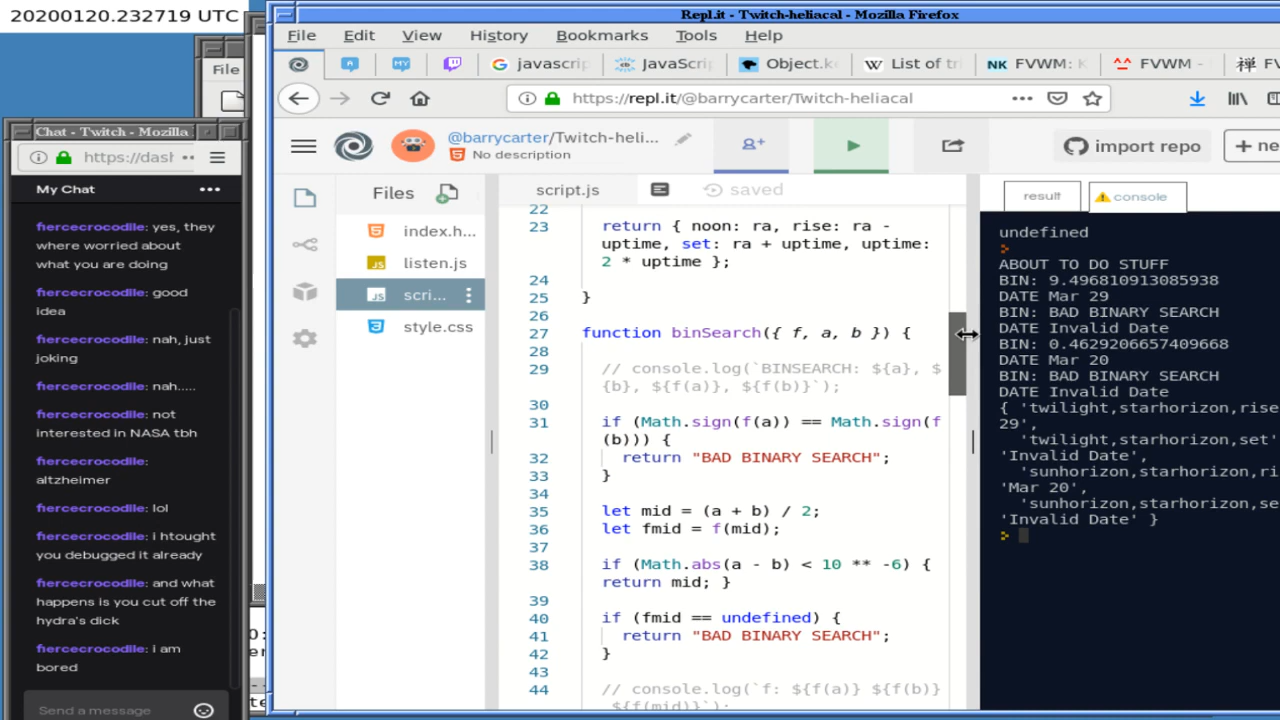 20200120.232719 UTC
Repl.it - Twitch-heliacal - Mozilla Firefox
File Edit View History Bookmarks Tools Help
javascrip JavaScri Object.k List of tri NK FVWM: K FVWM - 禅 FV
https://repl.it/@barrycarter/Twitch-heliacal
@barrycarter/Twitch-heli...
No description
import repo
+ ne
File
Chat - Twitch - Mozilla
https://dasl
My Chat
fiercecrocodile: yes, they
where worried about
what you are doing
fiercecrocodile: good
idea
fiercecrocodile: nah, just
joking
fiercecrocodile: nah.....
fiercecrocodile: not
interested in NASA tbh
fiercecrocodile:
altzheimer
fiercecrocodile: lol
fiercecrocodile: i htought
you debugged it already
fiercecrocodile: and what
happens is you cut off the
hydra's dick
fiercecrocodile: i am
bored
Send a message
Files
index.h...
listen.js
scri...
style.css
script.js
saved
22
23 return { noon: ra, rise: ra -
uptime, set: ra + uptime, uptime:
2 * uptime };
24
25 }
26
27 function binSearch({ f, a, b }) {
28
29 // console.log(`BINSEARCH: ${a}, $
{b}, ${f(a)}, ${f(b)}`);
30
31 if (Math.sign(f(a)) == Math.sign(f
(b))) {
32 return "BAD BINARY SEARCH";
33 }
34
35 let mid = (a + b) / 2;
36 let fmid = f(mid);
37
38 if (Math.abs(a - b) < 10 ** -6) {
return mid; }
39
40 if (fmid == undefined) {
41 return "BAD BINARY SEARCH";
42 }
43
44 // console.log(`f: ${f(a)} ${f(b)}
${f(mid)}`);
result
console
undefined
>
ABOUT TO DO STUFF
BIN: 9.496810913085938
DATE Mar 29
BIN: BAD BINARY SEARCH
DATE Invalid Date
BIN: 0.4629206657409668
DATE Mar 20
BIN: BAD BINARY SEARCH
DATE Invalid Date
{ 'twilight,starhorizon,rise
29',
'twilight,starhorizon,set'
'Invalid Date',
'sunhorizon,starhorizon,ri
'Mar 20',
'sunhorizon,starhorizon,se
'Invalid Date' }
>